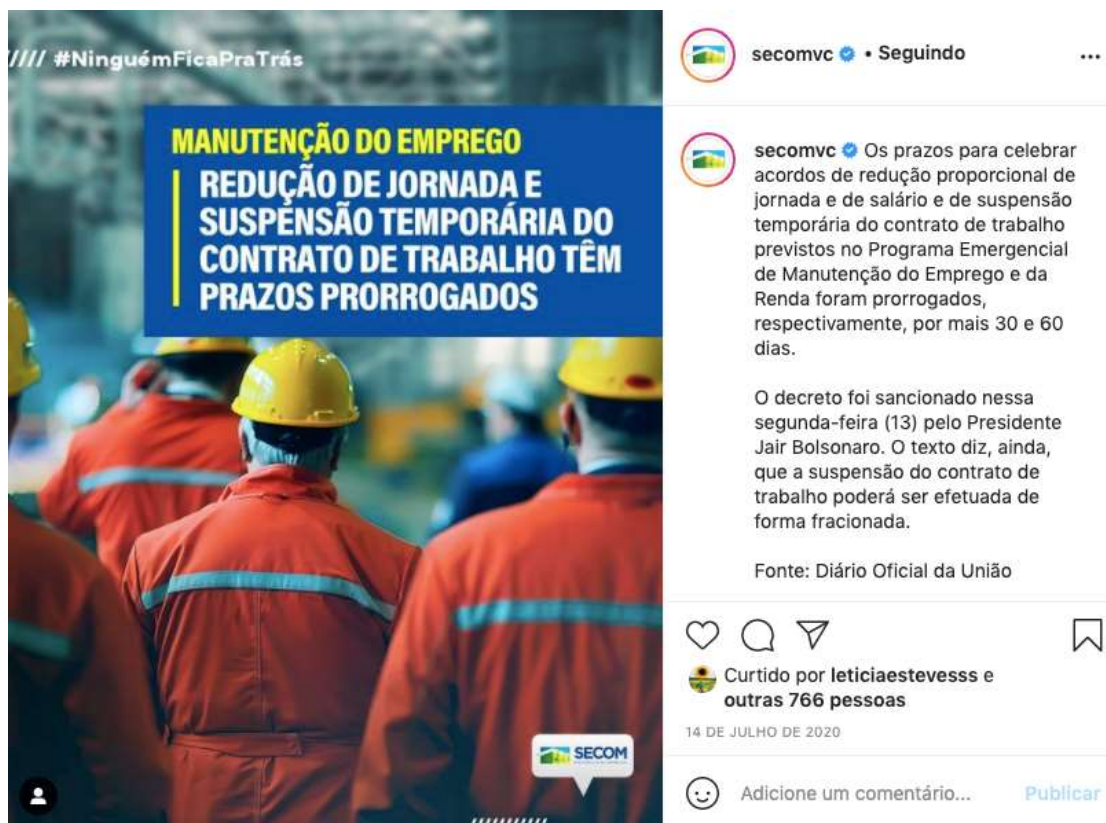 ///// #NinguémFicaPraTrás
MANUTENÇÃO DO EMPREGO
REDUÇÃO DE JORNADA E
SUSPENSÃO TEMPORÁRIA DO
CONTRATO DE TRABALHO TÊM
PRAZOS PRORROGADOS
SECOM
secomvc • Seguindo
secomvc Os prazos para celebrar
acordos de redução proporcional de
jornada e de salário e de suspensão
temporária do contrato de trabalho
previstos no Programa Emergencial
de Manutenção do Emprego e da
Renda foram prorrogados,
respectivamente, por mais 30 e 60
dias.
O decreto foi sancionado nessa
segunda-feira (13) pelo Presidente
Jair Bolsonaro. O texto diz, ainda,
que a suspensão do contrato de
trabalho poderá ser efetuada de
forma fracionada.
Fonte: Diário Oficial da União
Curtido por leticiaestevesss e
outras 766 pessoas
14 DE JULHO DE 2020
Adicione um comentário... Publicar